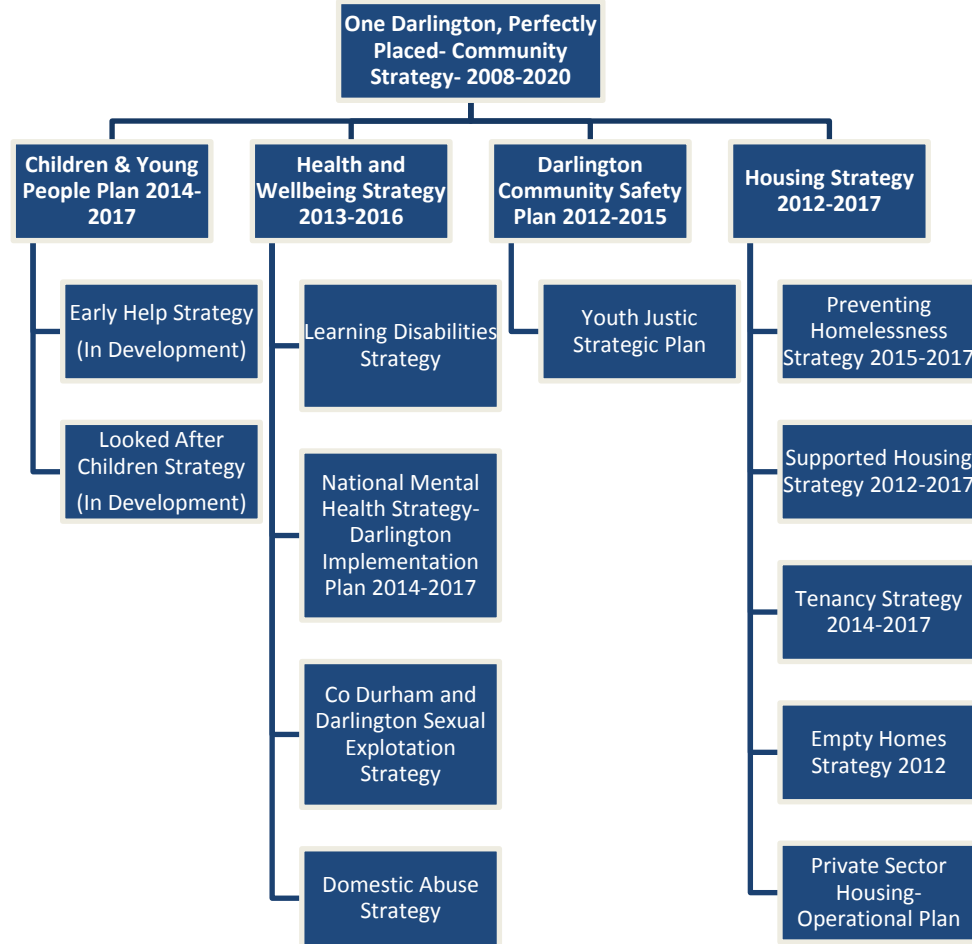 One Darlington, Perfectly
Placed- Community
Strategy- 2008-2020
Children & Young
People Plan 2014-
2017
Early Help Strategy
(In Development)
Looked After
Children Strategy
(In Development)
Health and
Wellbeing Strategy
2013-2016
Learning Disabilities
Strategy
National Mental
Health Strategy-
Darlington
Implementation
Plan 2014-2017
Co Durham and
Darlington Sexual
Explotation
Strategy
Domestic Abuse
Strategy
Darlington
Community Safety
Plan 2012-2015
Youth Justic
Strategic Plan
Housing Strategy
2012-2017
Preventing
Homelessness
Strategy 2015-2017
Supported Housing
Strategy 2012-2017
Tenancy Strategy
2014-2017
Empty Homes
Strategy 2012
Private Sector
Housing-
Operational Plan